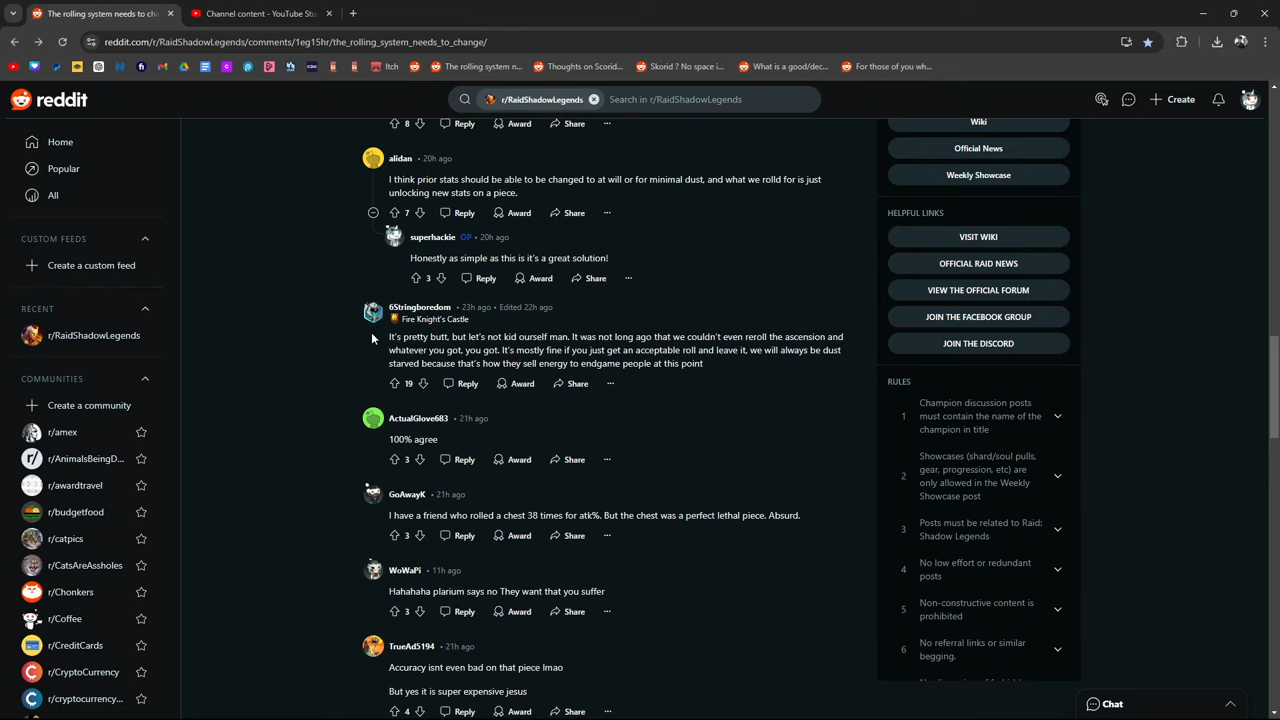 The rolling system needs to cha
Channel content - YouTube Stu
reddit.com/r/RaidShadowLegends/comments/1eg15hr/the_rolling_system_needs_to_change/
Itch
The rolling system n...
Thoughts on Scorid...
Skorid ? No space i...
What is a good/dec...
For those of you wh...
reddit
r/RaidShadowLegends
Search in r/RaidShadowLegends
Create
Home
Popular
All
CUSTOM FEEDS
Create a custom feed
RECENT
r/RaidShadowLegends
COMMUNITIES
Create a community
r/amex
r/AnimalsBeingD...
r/awardtravel
r/budgetfood
r/catpics
r/CatsAreAssholes
r/Chonkers
r/Coffee
r/CreditCards
r/CryptoCurrency
r/cryptocurrency...
8 Reply Award Share
alidan • 20h ago
I think prior stats should be able to be changed to at will or for minimal dust, and what we rolld for is just
unlocking new stats on a piece.
7 Reply Award Share
superhackie OP • 20h ago
Honestly as simple as this is it's a great solution!
3 Reply Award Share
6Stringboredom • 23h ago • Edited 22h ago
Fire Knight's Castle
It's pretty butt, but let's not kid ourself man. It was not long ago that we couldn't even reroll the ascension and
whatever you got, you got. It's mostly fine if you just get an acceptable roll and leave it, we will always be dust
starved because that's how they sell energy to endgame people at this point
19 Reply Award Share
ActualGlove683 • 21h ago
100% agree
3 Reply Award Share
GoAwayK • 21h ago
I have a friend who rolled a chest 38 times for atk%. But the chest was a perfect lethal piece. Absurd.
3 Reply Award Share
WoWaPi • 11h ago
Hahahaha plarium says no They want that you suffer
3 Reply Award Share
TrueAd5194 • 21h ago
Accuracy isnt even bad on that piece lmao
But yes it is super expensive jesus
4 Reply Award Share
Wiki
Official News
Weekly Showcase
HELPFUL LINKS
VISIT WIKI
OFFICIAL RAID NEWS
VIEW THE OFFICIAL FORUM
JOIN THE FACEBOOK GROUP
JOIN THE DISCORD
RULES
1 Champion discussion posts
must contain the name of the
champion in title
2 Showcases (shard/soul pulls,
gear, progression, etc) are
only allowed in the Weekly
Showcase post
3 Posts must be related to Raid:
Shadow Legends
4 No low effort or redundant
posts
5 Non-constructive content is
prohibited
6 No referral links or similar
begging.
Chat